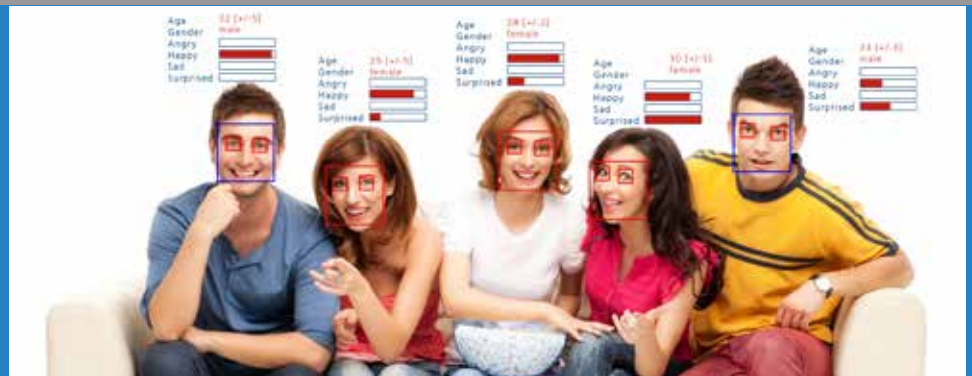 Age 32 [+/-5]
Gender male
Angry
Happy
Sad
Surprised
Age 25 [+/-5]
Gender female
Angry
Happy
Sad
Surprised
Age 28 [+/-3]
Gender female
Angry
Happy
Sad
Surprised
Age 30 [+/-5]
Gender female
Angry
Happy
Sad
Surprised
Age
Gender male
Angry
Happy
Sad
Surprised